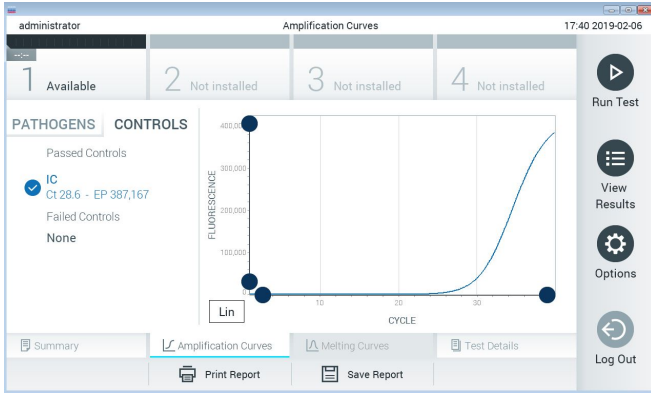 administrator
Amplification Curves
17:40 2019-02-06
--:--
1 Available
2 Not installed
3 Not installed
4 Not installed
Run Test
View
Results
Options
Log Out
PATHOGENS
CONTROLS
Passed Controls
IC
Ct 28.6 - EP 387,167
Failed Controls
None
FLUORESCENCE
400,00
300,000
200,000
100,000
0
10
20
30
CYCLE
Lin
Summary
Amplification Curves
Melting Curves
Test Details
Print Report
Save Report